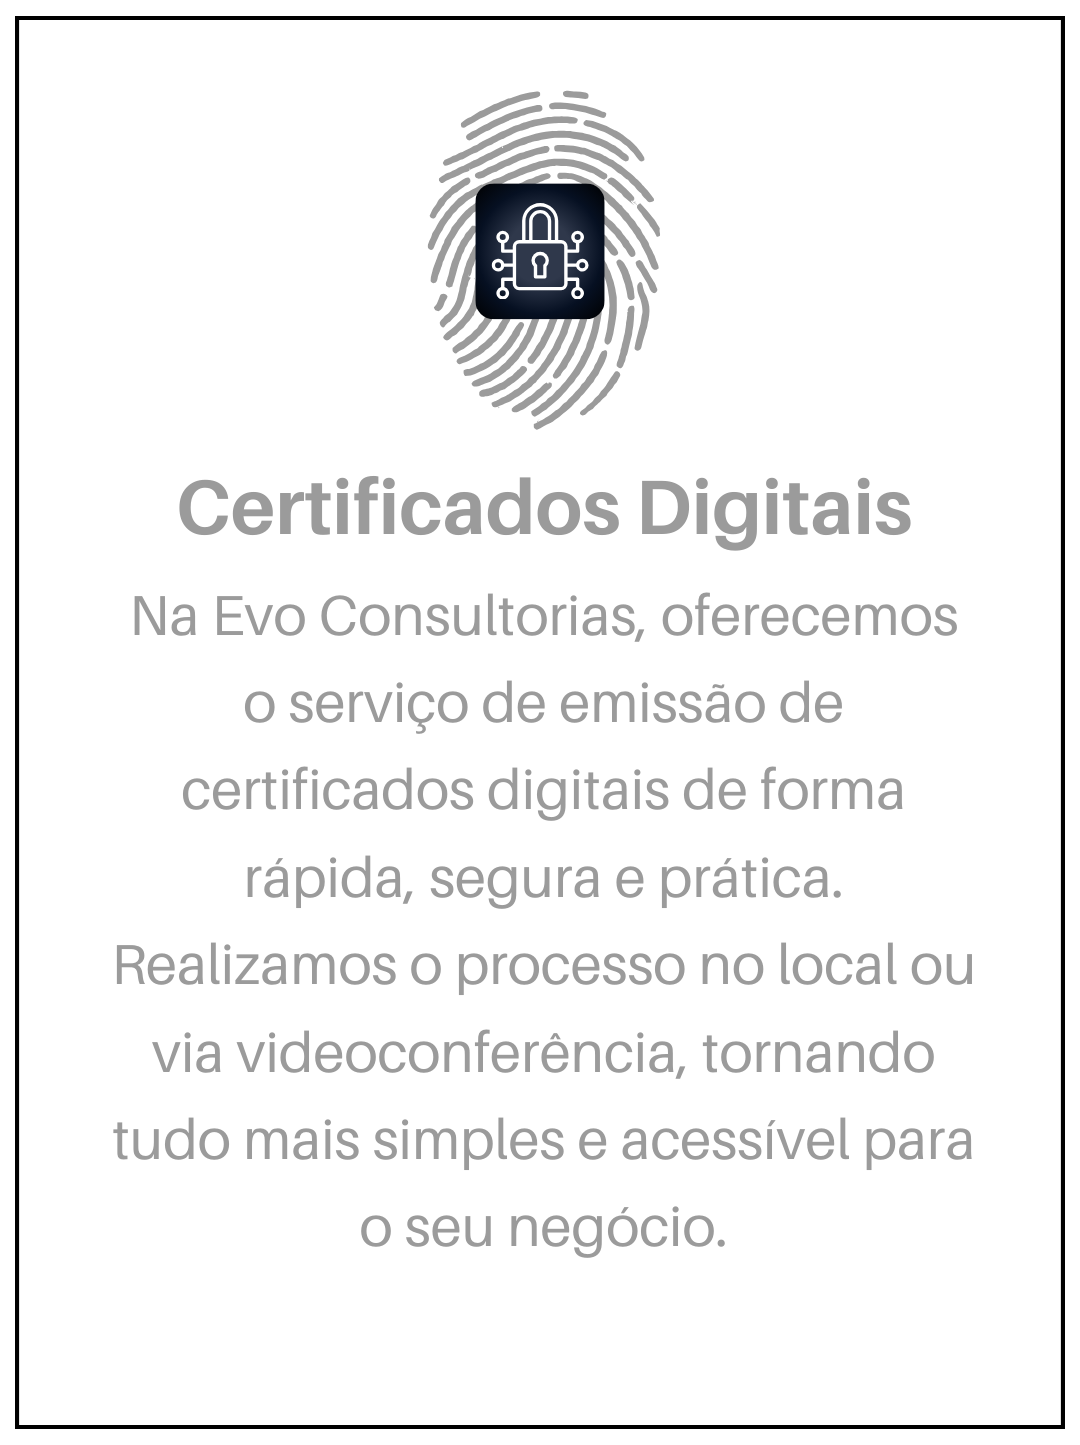 Certificados Digitais
Na Evo Consultorias, oferecemos
o serviço de emissão de
certificados digitais de forma
rápida, segura e prática.
Realizamos o processo no local ou
via videoconferência, tornando
tudo mais simples e acessível para
o seu negócio.